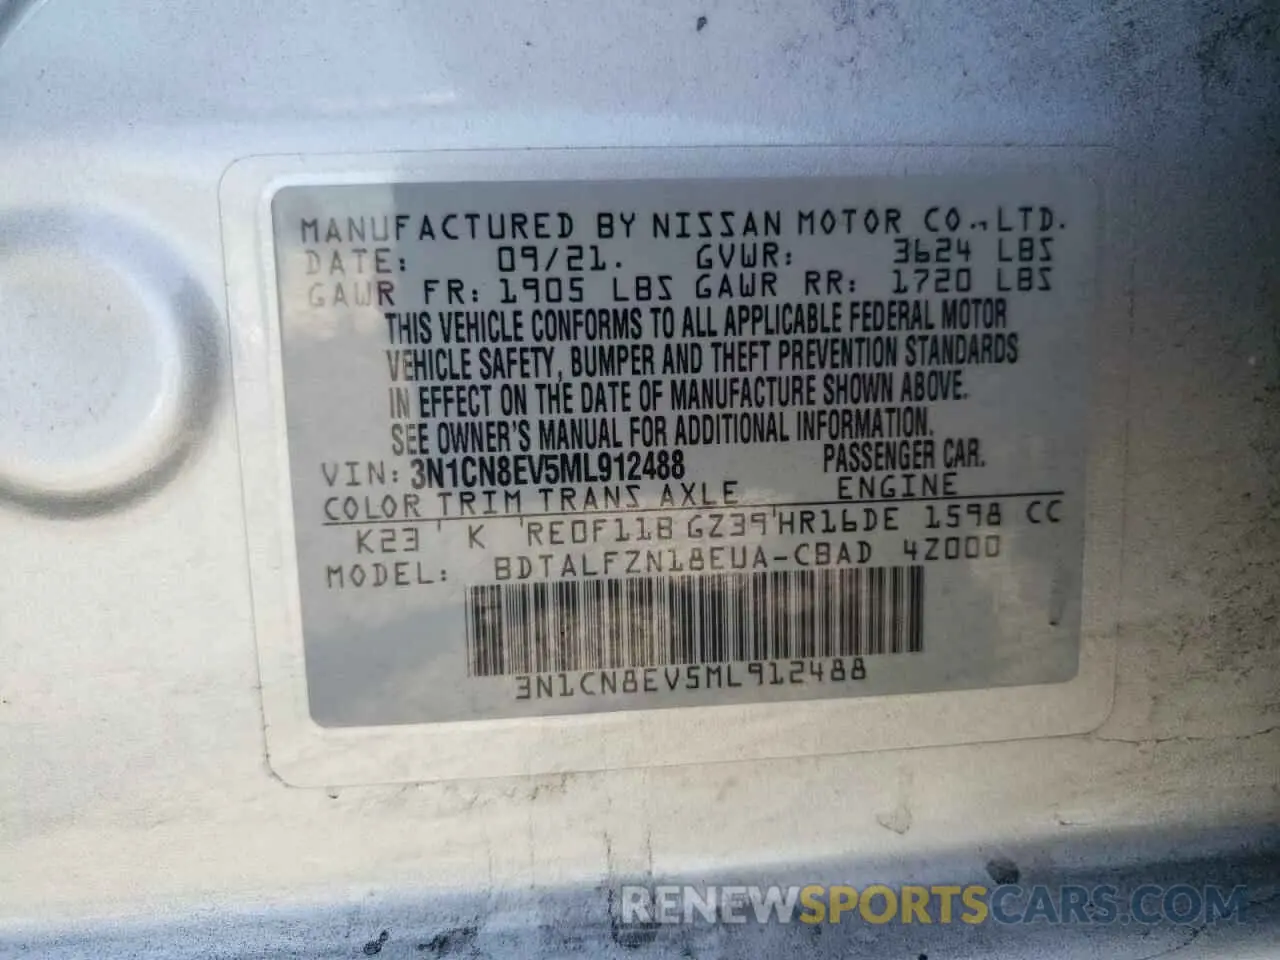 MANUFACTURED BY NISSAN MOTOR CO., LTD.
DATE: 09/21. GVWR: 3624 LBS
GAWR FR: 1905 LBS GAWR RR: 1720 LBS
THIS VEHICLE CONFORMS TO ALL APPLICABLE FEDERAL MOTOR
VEHICLE SAFETY, BUMPER AND THEFT PREVENTION STANDARDS
IN EFFECT ON THE DATE OF MANUFACTURE SHOWN ABOVE.
SEE OWNER'S MANUAL FOR ADDITIONAL INFORMATION.
VIN: 3N1CN8EV5ML912488 PASSENGER CAR.
COLOR TRIM TRANS AXLE ENGINE
K23 ' K 'RE0F11B GZ39'HR16DE 1598 CC
MODEL: BDTALFZN18EUA-CBAD 4Z000
3N1CN8EV5ML912488
RENEWSPORTSCARS.COM